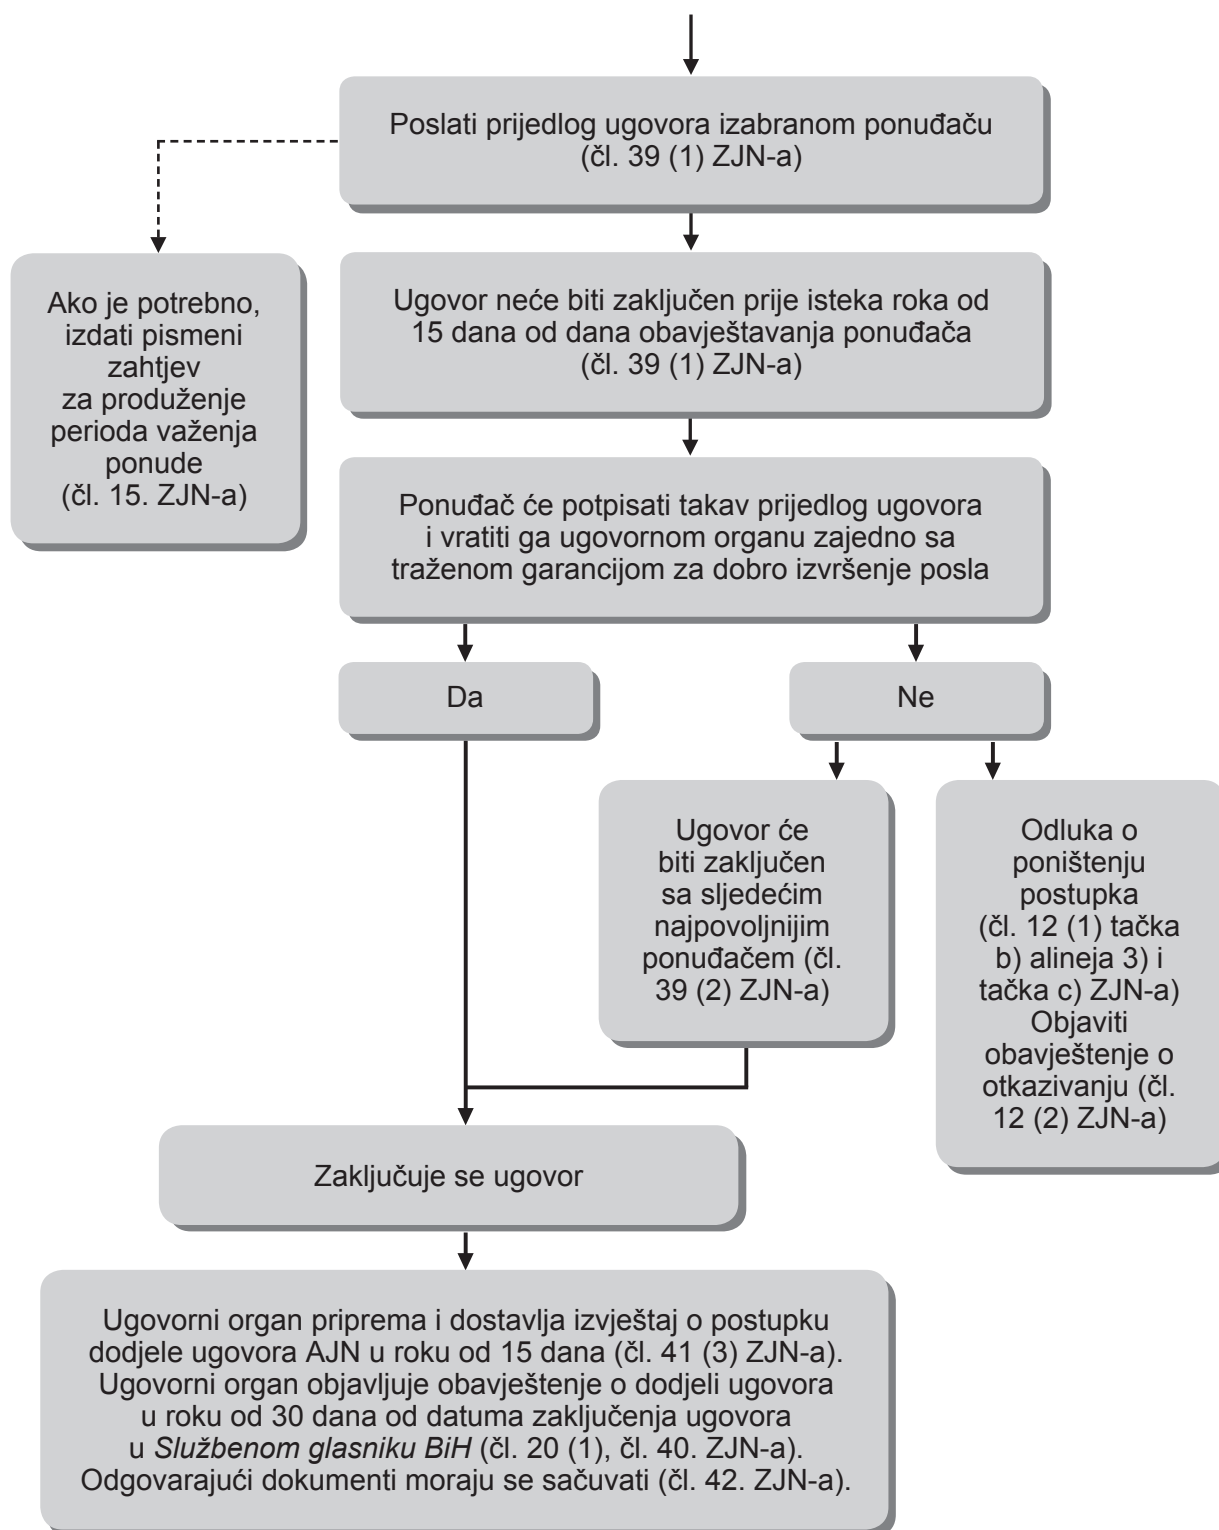 Poslati prijedlog ugovora izabranom ponuđaču
(čl. 39 (1) ZJN-a)
Ako je potrebno,
izdati pismeni
zahtjev
za produženje
perioda važenja
ponude
(čl. 15. ZJN-a)
Ugovor neće biti zaključen prije isteka roka od
15 dana od dana obavještavanja ponuđača
(čl. 39 (1) ZJN-a)
Ponuđač će potpisati takav prijedlog ugovora
i vratiti ga ugovornom organu zajedno sa
traženom garancijom za dobro izvršenje posla
Da
Ne
Ugovor će
biti zaključen
sa sljedećim
najpovoljnijim
ponuđačem (čl.
39 (2) ZJN-a)
Odluka o
poništenju
postupka
(čl. 12 (1) tačka
b) alineja 3) i
tačka c) ZJN-a)
Objaviti
obavještenje o
otkazivanju (čl.
12 (2) ZJN-a)
Zaključuje se ugovor
Ugovorni organ priprema i dostavlja izvještaj o postupku
dodjele ugovora AJN u roku od 15 dana (čl. 41 (3) ZJN-a).
Ugovorni organ objavljuje obavještenje o dodjeli ugovora
u roku od 30 dana od datuma zaključenja ugovora
u Službenom glasniku BiH (čl. 20 (1), čl. 40. ZJN-a).
Odgovarajući dokumenti moraju se sačuvati (čl. 42. ZJN-a).